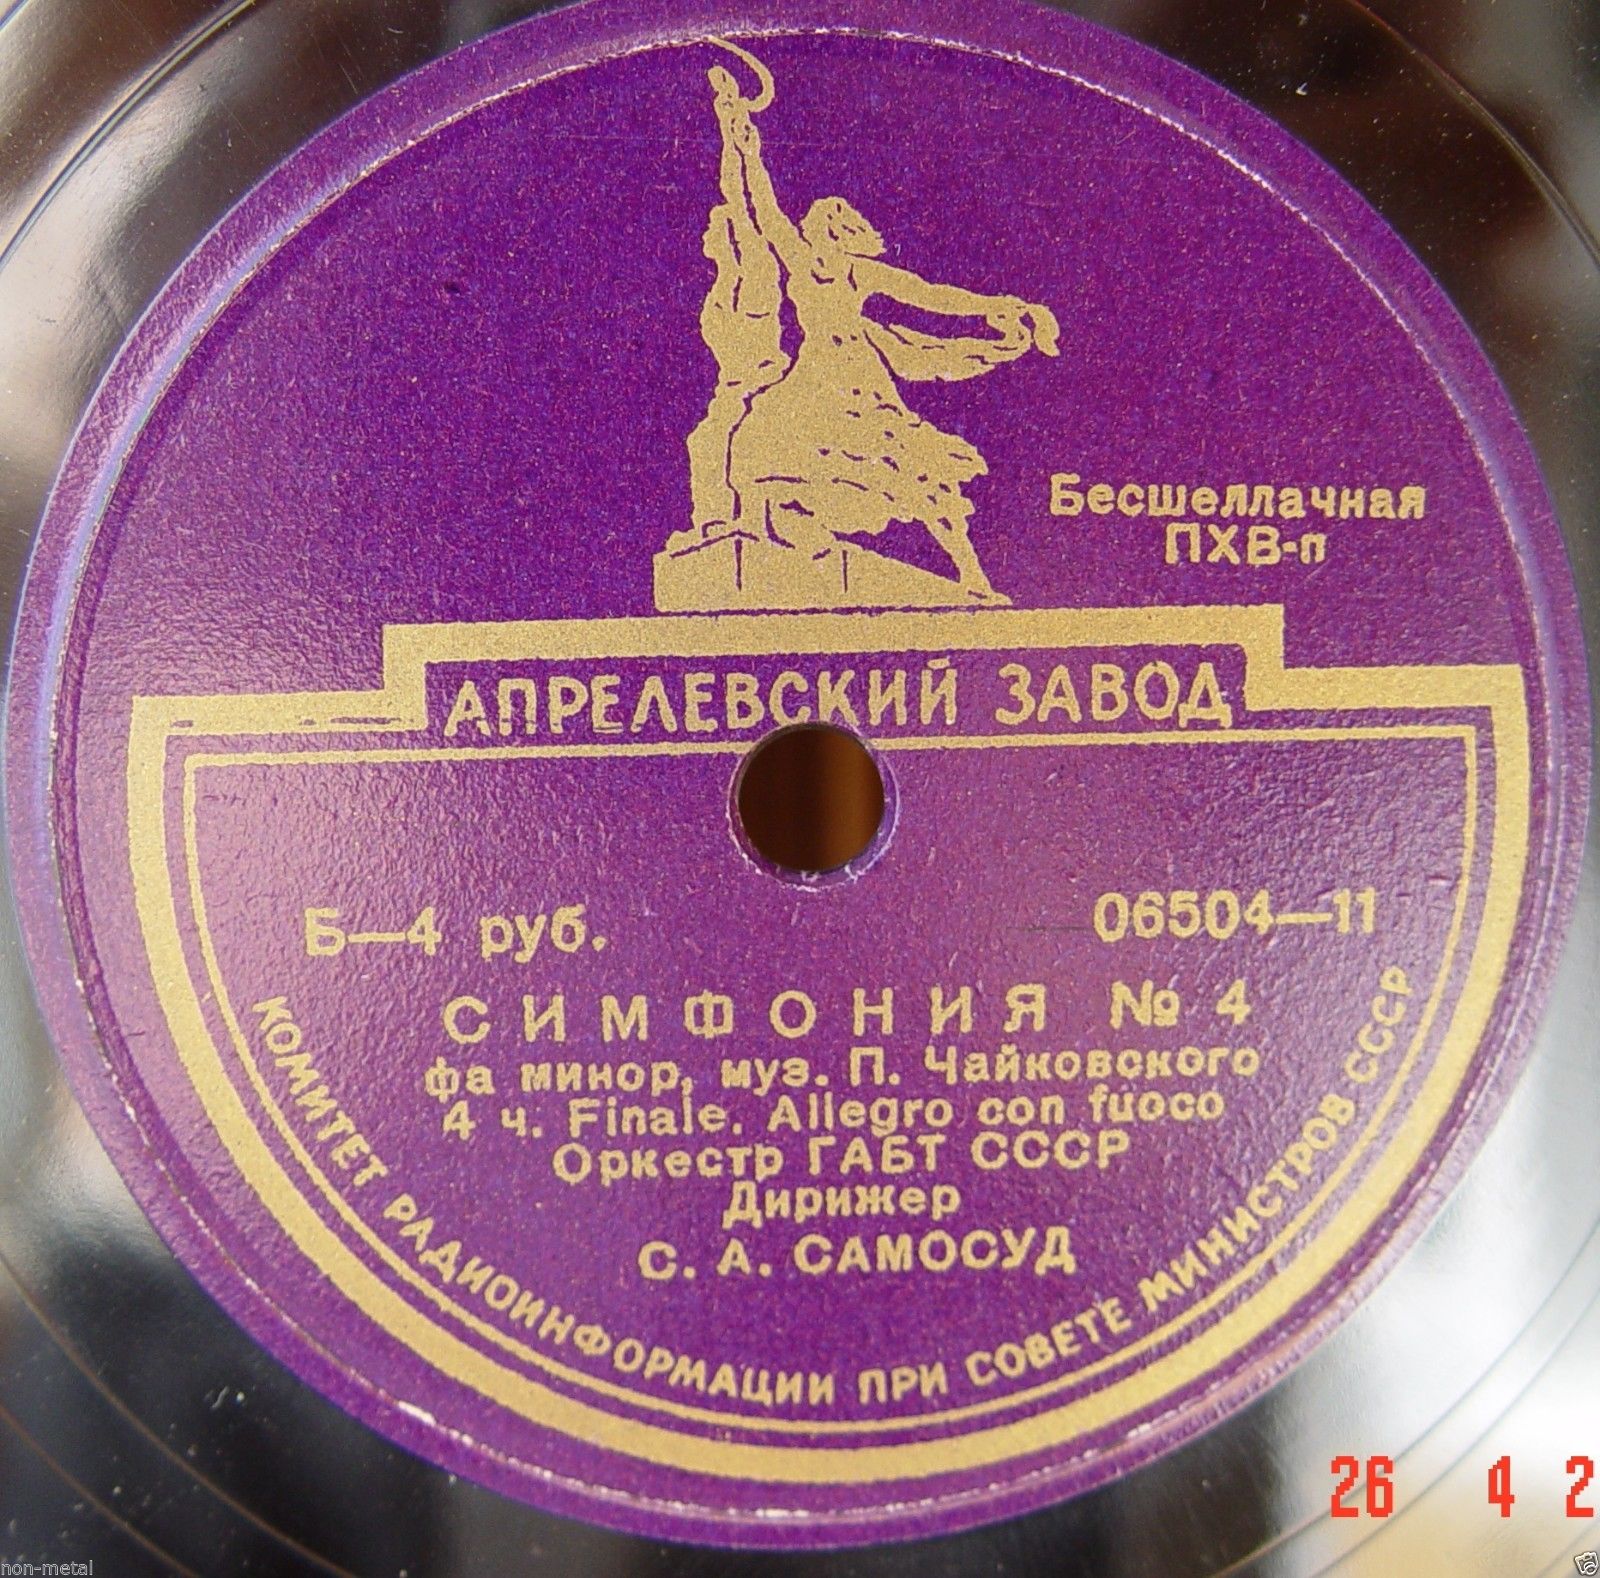 Бесшеллачная
ПХВ-п
АПРЕЛЕВСКИЙ ЗАВОД
Б—4 руб.
06504—11
СИМФОНИЯ № 4
фа минор, муз. П. Чайковского
4 ч. Finale. Allegro con fuoco
Оркестр ГАБТ СССР
Дирижер
С. А. САМОСУД
КОМИТЕТ РАДИОИНФОРМАЦИИ ПРИ СОВЕТЕ МИНИСТРОВ СССР
26 4 2
non-metal